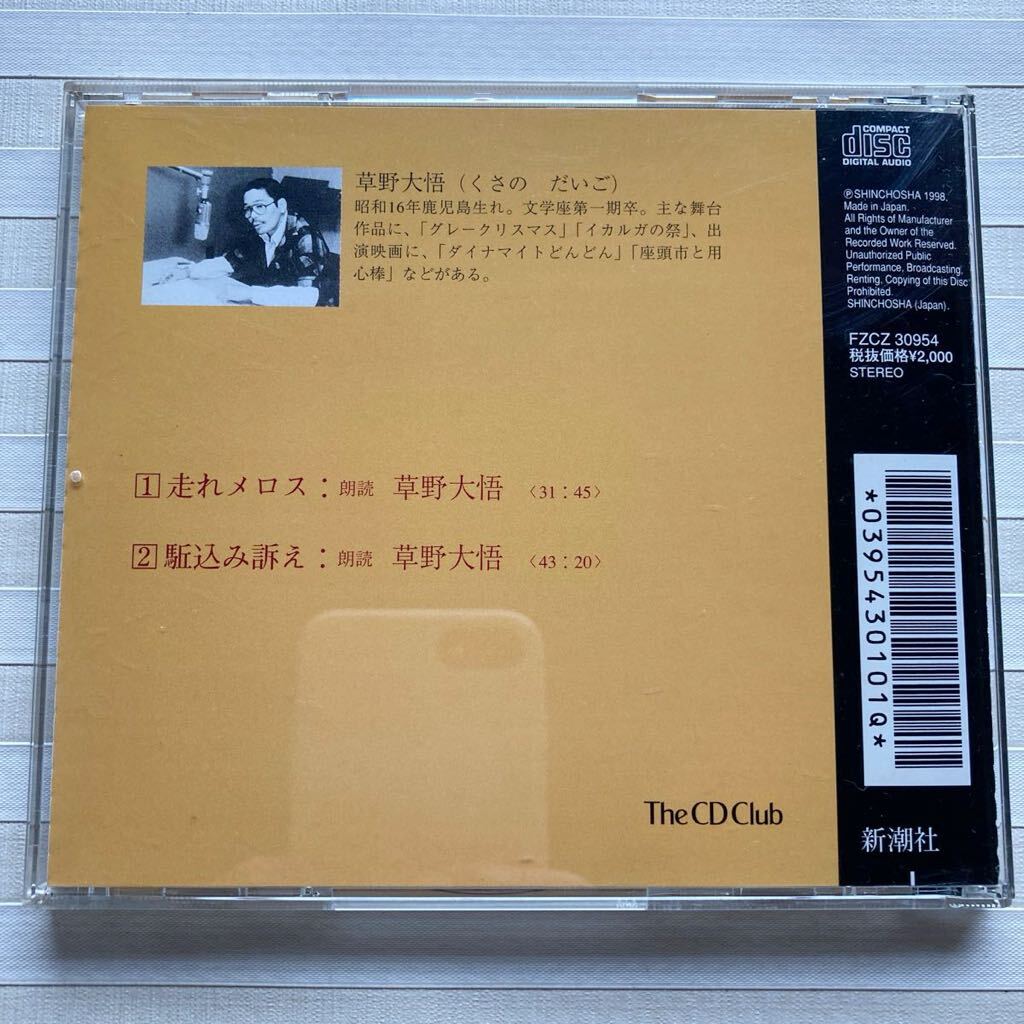 草野大悟（くさの　だいご）
昭和16年鹿児島生れ。文学座第一期卒。主な舞台
作品に、「グレークリスマス」「イカルガの祭」、出
演映画に、「ダイナマイトどんどん」「座頭市と用
心棒」などがある。
1 走れメロス：朗読　草野大悟　〈31：45〉
2 駈込み訴え：朗読　草野大悟　〈43：20〉
The CD Club
COMPACT
disc
DIGITAL AUDIO
ⓅSHINCHOSHA 1998.
Made in Japan.
All Rights of Manufacturer
and the Owner of the
Recorded Work Reserved.
Unauthorized Public
Performance, Broadcasting,
Renting, Copying of this Disc
Prohibited.
SHINCHOSHA (Japan).
FZCZ 30954
税抜価格¥2,000
STEREO
*0395430101Q*
新潮社